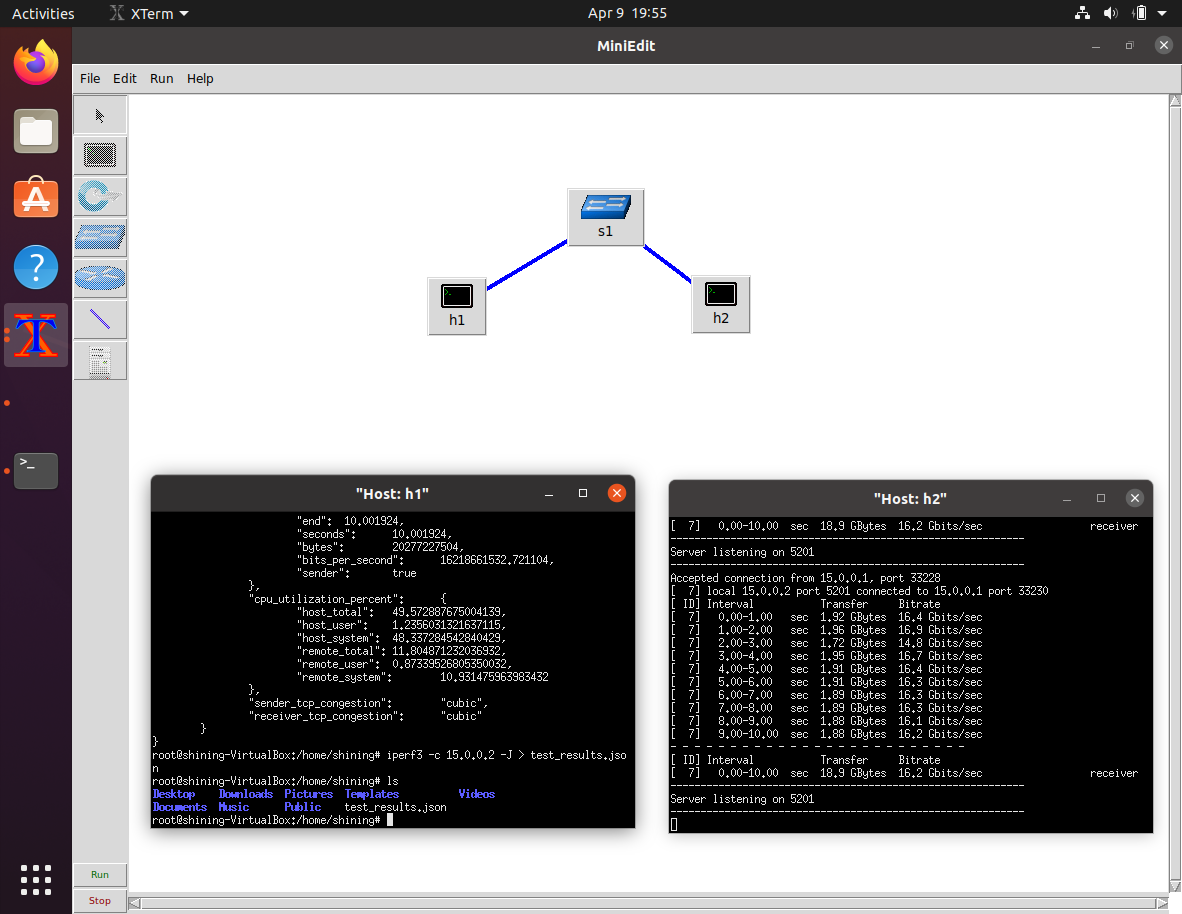 Activities XTerm Apr 9 19:55
MiniEdit
File Edit Run Help
s1
h1
h2
"Host: h1"
"end": 10.001924,
"seconds": 10.001924,
"bytes": 20277227504,
"bits_per_second": 16218661532.721104,
"sender": true
},
"cpu_utilization_percent": {
"host_total": 49.572887675004139,
"host_user": 1.2356031321637115,
"host_system": 48.337284542840429,
"remote_total": 11.804871232036932,
"remote_user": 0.87339526805350032,
"remote_system": 10.931475963983432
},
"sender_tcp_congestion": "cubic",
"receiver_tcp_congestion": "cubic"
}
}
root@shining-VirtualBox:/home/shining# iperf3 -c 15.0.0.2 -J > test_results.jso
n
root@shining-VirtualBox:/home/shining# ls
Desktop Downloads Pictures Templates Videos
Documents Music Public test_results.json
root@shining-VirtualBox:/home/shining#
"Host: h2"
[ 7] 0.00-10.00 sec 18.9 GBytes 16.2 Gbits/sec receiver
-----------------------------------------------------------
Server listening on 5201
-----------------------------------------------------------
Accepted connection from 15.0.0.1, port 33228
[ 7] local 15.0.0.2 port 5201 connected to 15.0.0.1 port 33230
[ ID] Interval Transfer Bitrate
[ 7] 0.00-1.00 sec 1.92 GBytes 16.4 Gbits/sec
[ 7] 1.00-2.00 sec 1.96 GBytes 16.9 Gbits/sec
[ 7] 2.00-3.00 sec 1.72 GBytes 14.8 Gbits/sec
[ 7] 3.00-4.00 sec 1.95 GBytes 16.7 Gbits/sec
[ 7] 4.00-5.00 sec 1.91 GBytes 16.4 Gbits/sec
[ 7] 5.00-6.00 sec 1.91 GBytes 16.3 Gbits/sec
[ 7] 6.00-7.00 sec 1.89 GBytes 16.3 Gbits/sec
[ 7] 7.00-8.00 sec 1.89 GBytes 16.3 Gbits/sec
[ 7] 8.00-9.00 sec 1.88 GBytes 16.1 Gbits/sec
[ 7] 9.00-10.00 sec 1.88 GBytes 16.2 Gbits/sec
- - - - - - - - - - - - - - - - - - - - - - - - -
[ ID] Interval Transfer Bitrate
[ 7] 0.00-10.00 sec 18.9 GBytes 16.2 Gbits/sec receiver
-----------------------------------------------------------
Server listening on 5201
-----------------------------------------------------------
Run
Stop